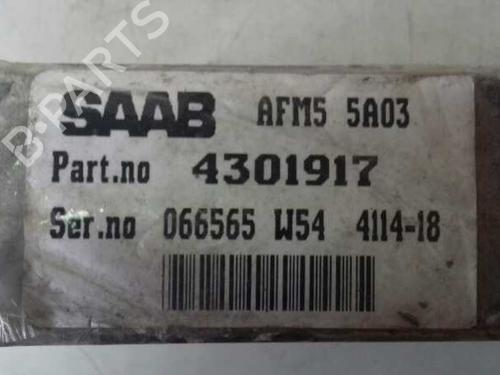 B-PARTS
SAAB AFM5 5A03
Part.no 4301917
Ser.no 066565 W54 4114-18